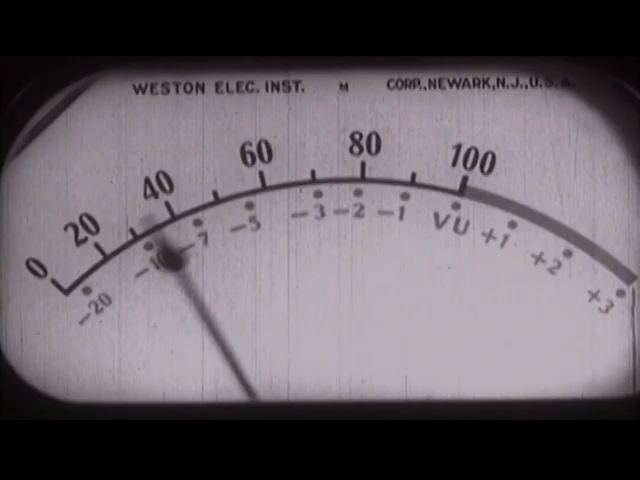 WESTON ELEC. INST. M CORP., NEWARK, N.J., U.S.A.
0 20 40 60 80 100
-20 -10 -7 -5 -3 -2 -1 VU +1 +2 +3